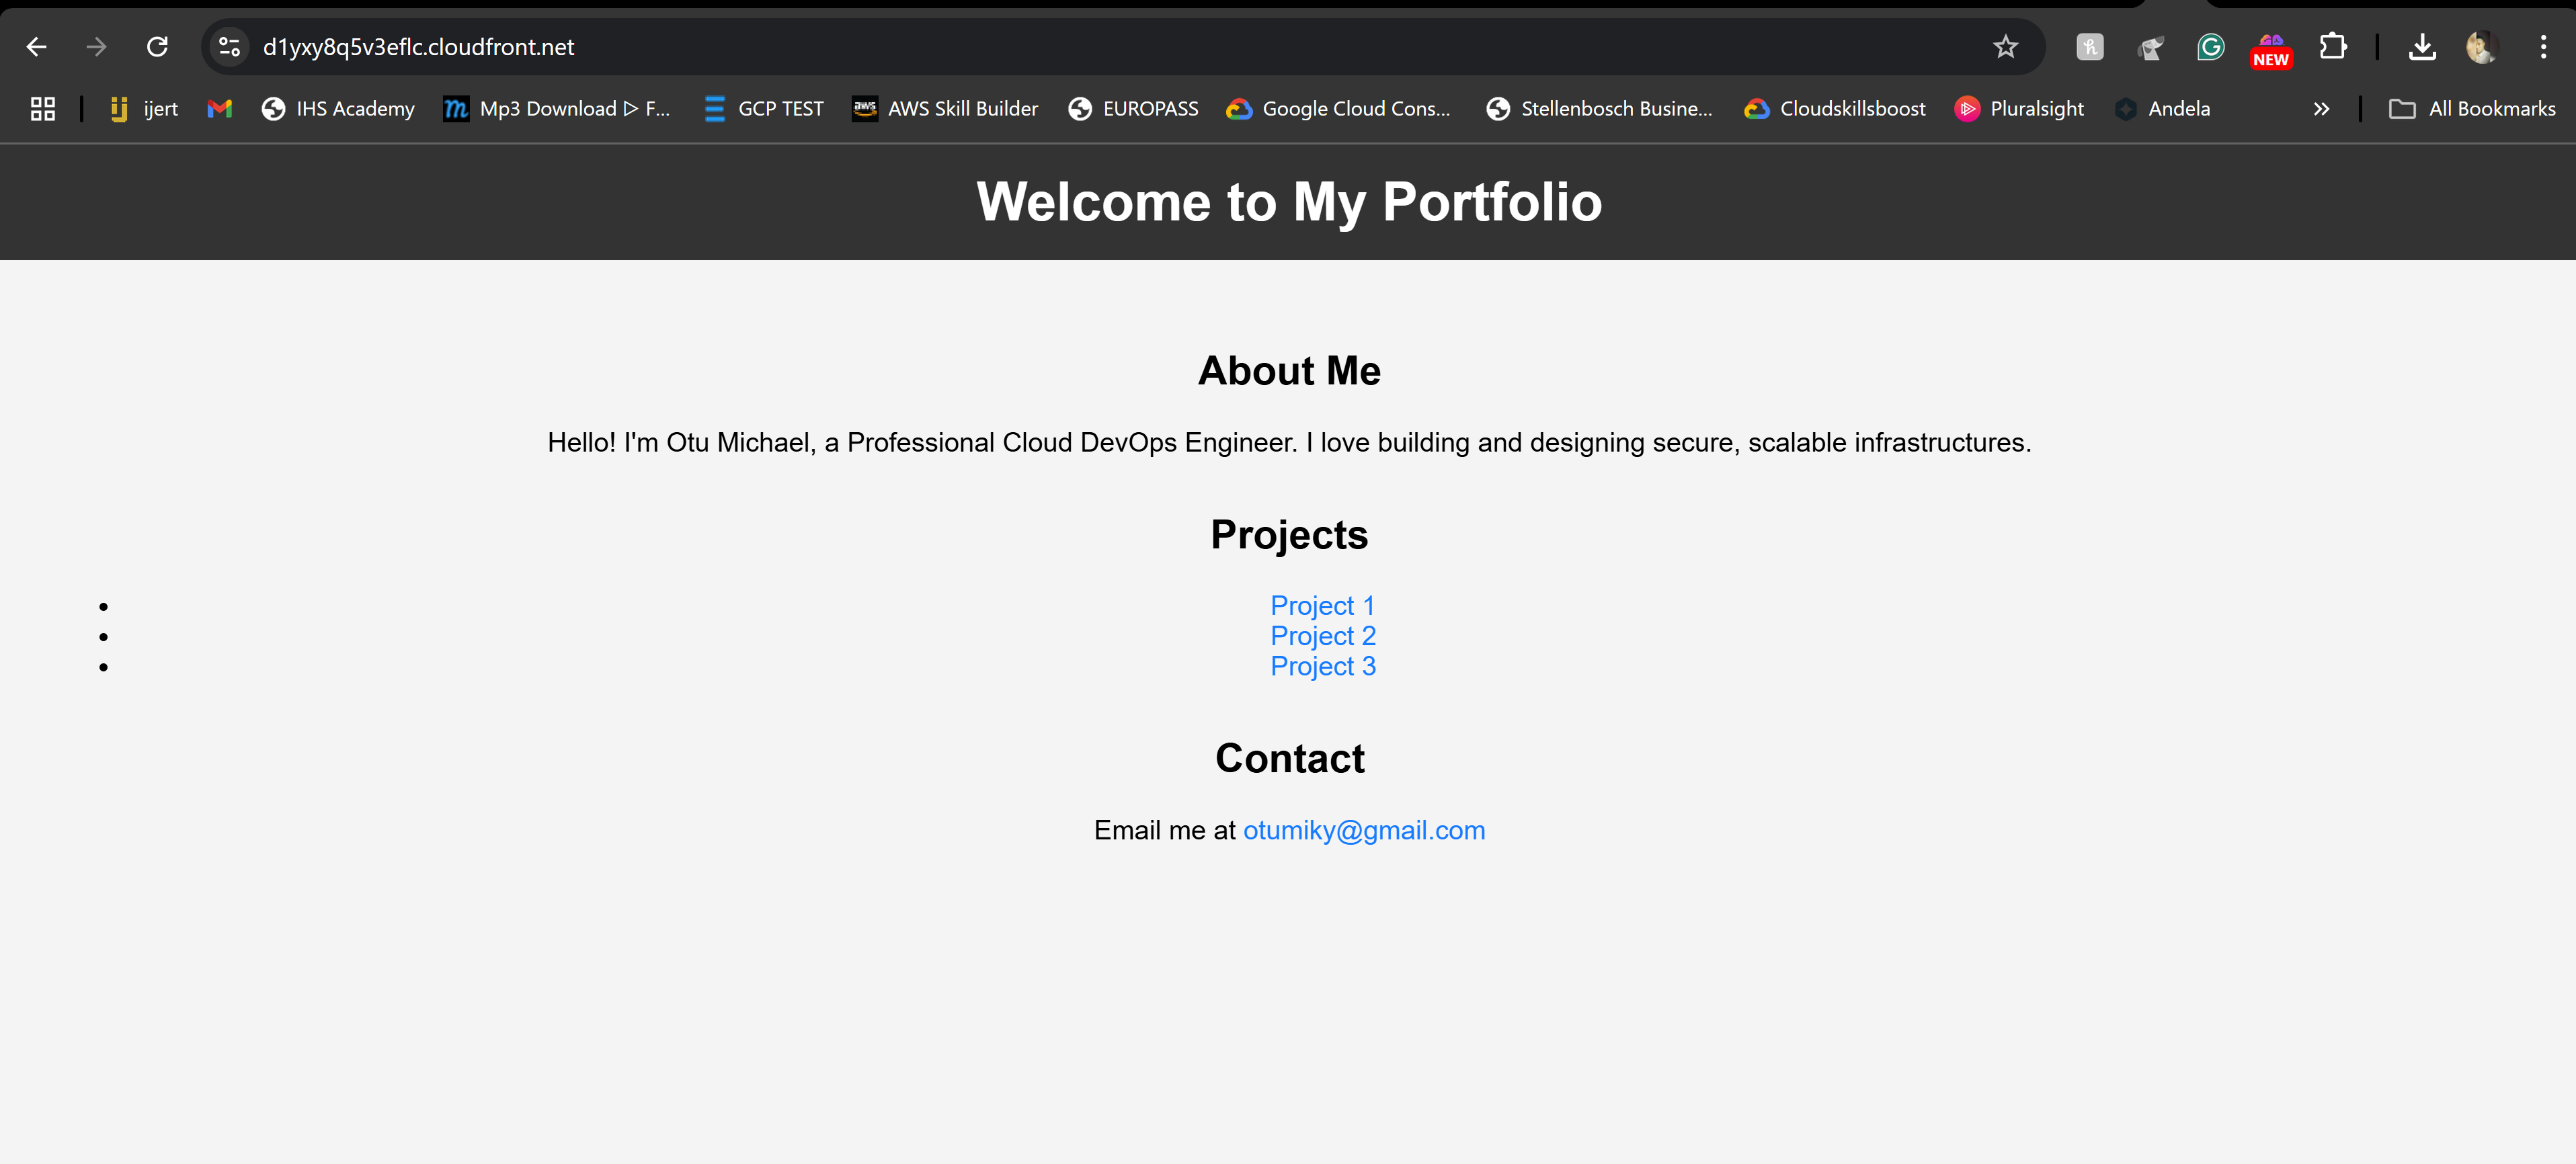 d1yxy8q5v3eflc.cloudfront.net
NEW
ijert
IHS Academy
Mp3 Download ▷ F...
GCP TEST
aws
AWS Skill Builder
EUROPASS
Google Cloud Cons...
Stellenbosch Busine...
Cloudskillsboost
Pluralsight
Andela
All Bookmarks
Welcome to My Portfolio
About Me
Hello! I'm Otu Michael, a Professional Cloud DevOps Engineer. I love building and designing secure, scalable infrastructures.
Projects
• Project 1
• Project 2
• Project 3
Contact
Email me at otumiky@gmail.com